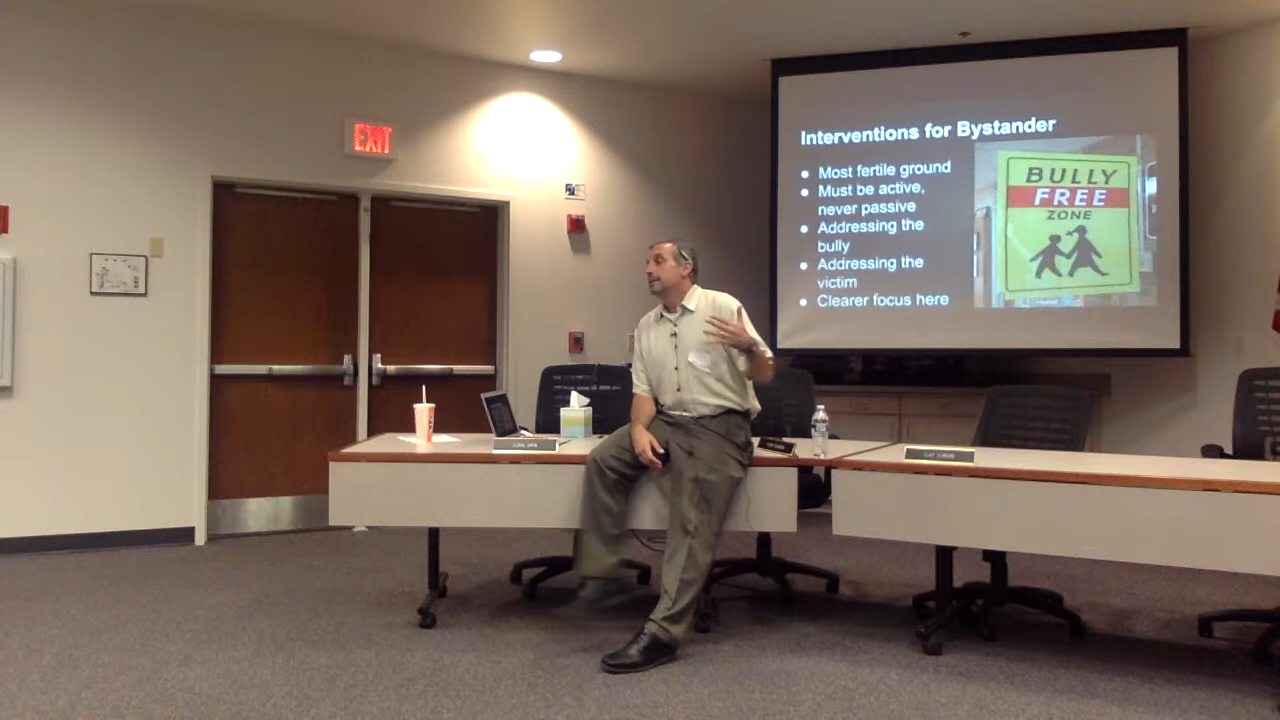 EXIT
Interventions for Bystander
● Most fertile ground
● Must be active,
never passive
● Addressing the
bully
● Addressing the
victim
● Clearer focus here
BULLY
FREE
ZONE